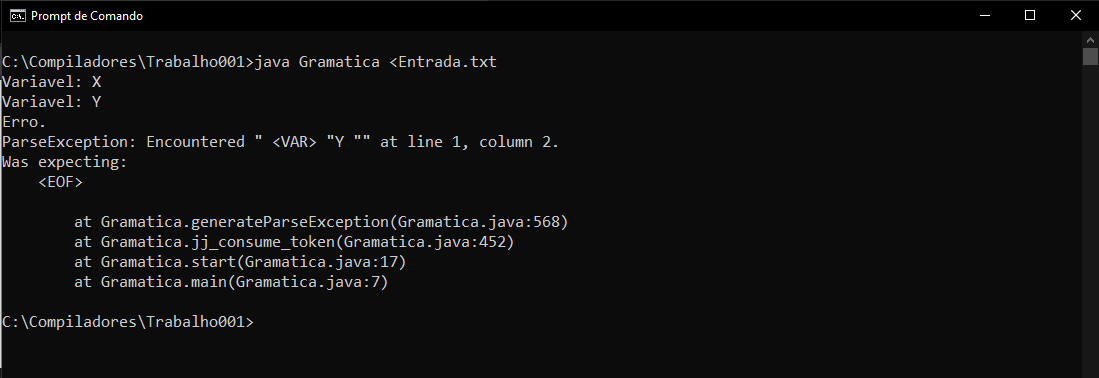 Prompt de Comando
C:\Compiladores\Trabalho001>java Gramatica <Entrada.txt
Variavel: X
Variavel: Y
Erro.
ParseException: Encountered " <VAR> "Y "" at line 1, column 2.
Was expecting:
    <EOF>
        at Gramatica.generateParseException(Gramatica.java:568)
        at Gramatica.jj_consume_token(Gramatica.java:452)
        at Gramatica.start(Gramatica.java:17)
        at Gramatica.main(Gramatica.java:7)
C:\Compiladores\Trabalho001>